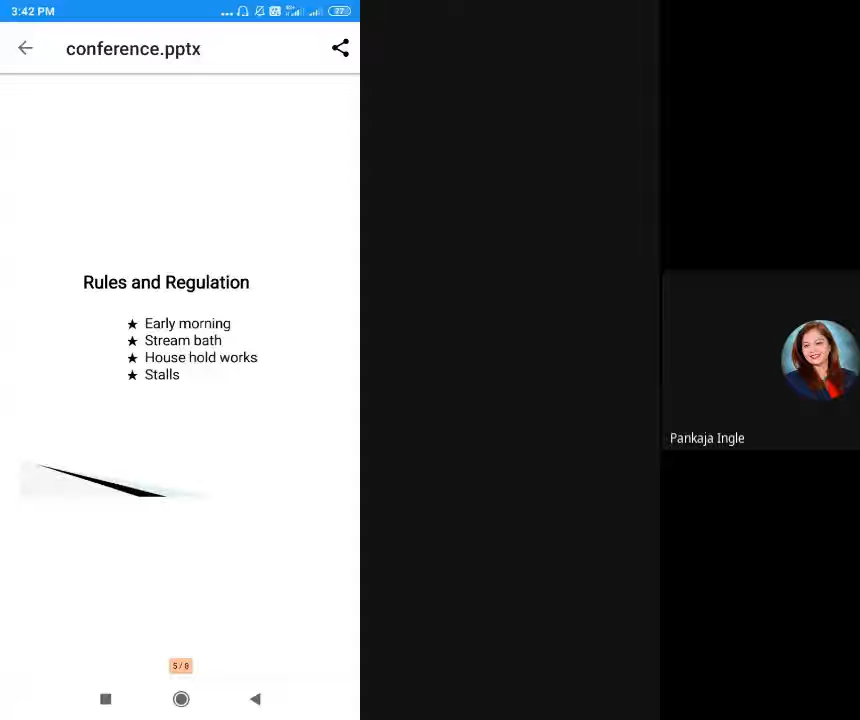 3:42 PM
27
conference.pptx
Rules and Regulation
★ Early morning
★ Stream bath
★ House hold works
★ Stalls
5/8
Pankaja Ingle